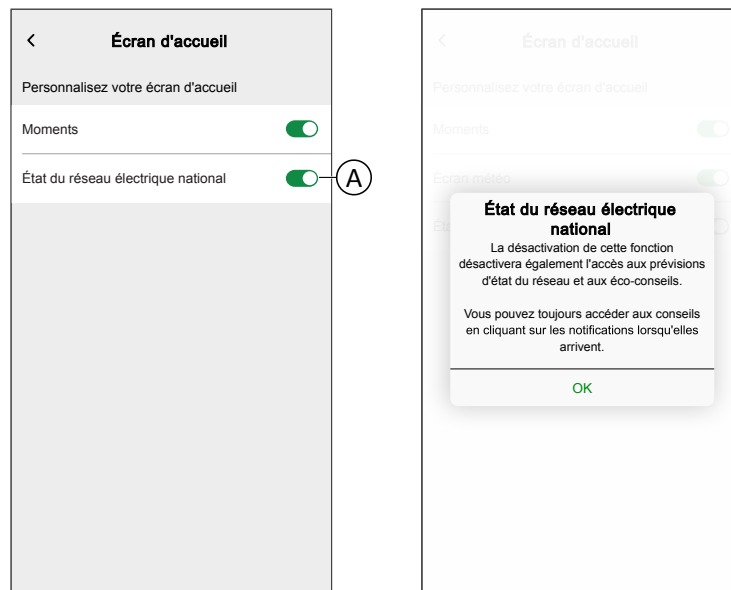 Écran d'accueil
Personnalisez votre écran d'accueil
Moments
État du réseau électrique national
A
Écran d'accueil
Personnalisez votre écran d'accueil
Moments
Écran météo
État du réseau électrique
national
La désactivation de cette fonction
désactivera également l'accès aux prévisions
d'état du réseau et aux éco-conseils.
Vous pouvez toujours accéder aux conseils
en cliquant sur les notifications lorsqu'elles
arrivent.
OK